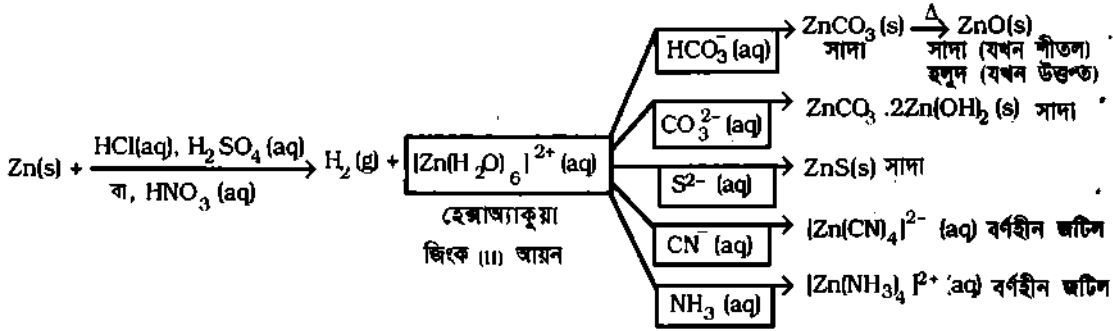 HCO₃⁻ (aq) → ZnCO₃ (s) —Δ→ ZnO(s)
সাদা সাদা (যখন শীতল)
হলুদ (যখন উত্তপ্ত)
CO₃²⁻ (aq) → ZnCO₃ .2Zn(OH)₂ (s) সাদা
Zn(s) + HCl(aq), H₂SO₄ (aq) → H₂(g) + [Zn(H₂O)₆]²⁺ (aq)
বা, HNO₃ (aq)
S²⁻ (aq) → ZnS(s) সাদা
হেক্সাঅ্যাকুয়া
জিংক (II) আয়ন
CN⁻ (aq) → [Zn(CN)₄]²⁻ (aq) বর্ণহীন জটিল
NH₃ (aq) → [Zn(NH₃)₄]²⁺ (aq) বর্ণহীন জটিল